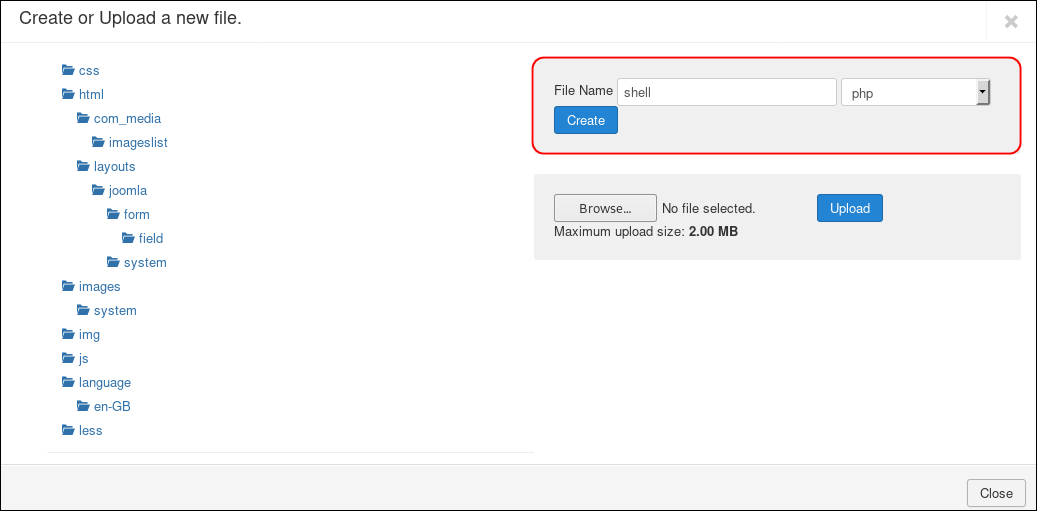 Create or Upload a new file.
×
css
html
com_media
imageslist
layouts
joomla
form
field
system
images
system
img
js
language
en-GB
less
File Name shell php
Create
Browse... No file selected. Upload
Maximum upload size: 2.00 MB
Close